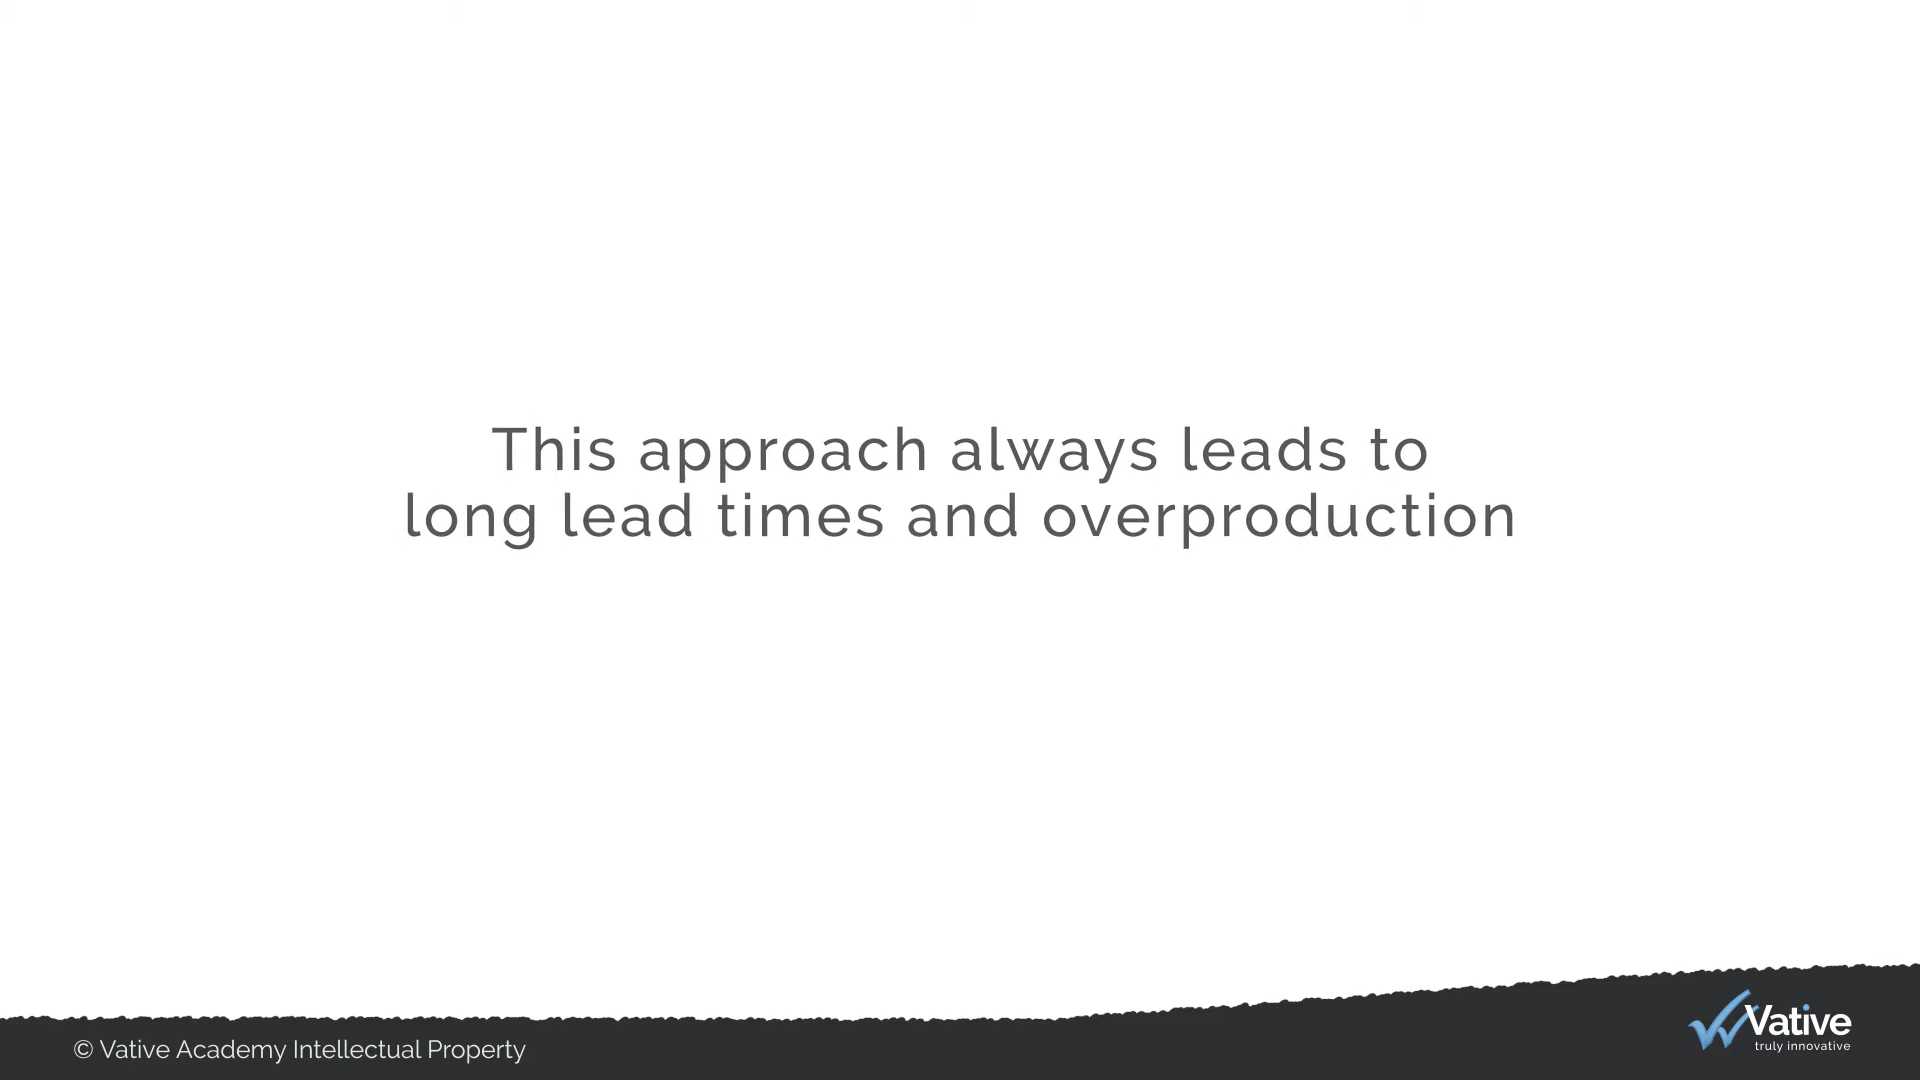 This approach always leads to
long lead times and overproduction
© Vative Academy Intellectual Property
Vative
truly innovative